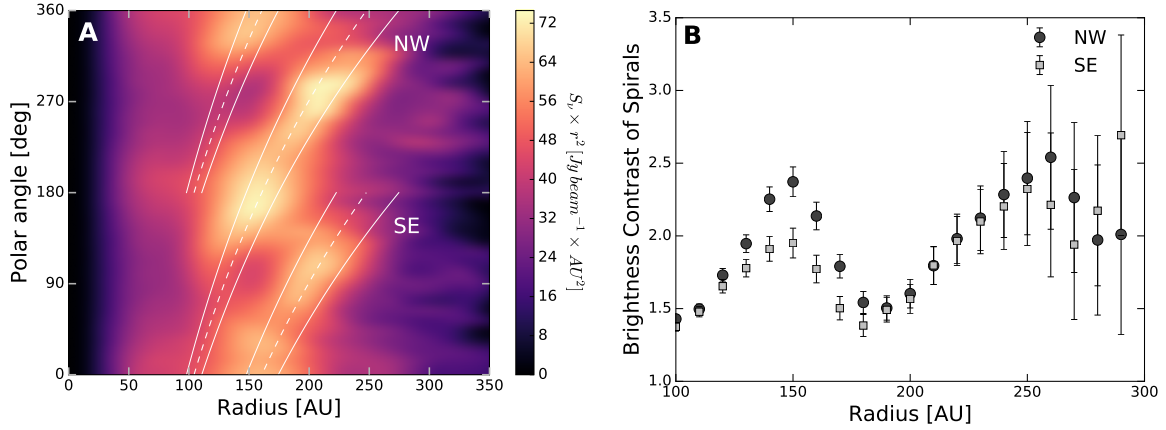 A
NW
SE
360
270
180
90
0
Polar angle [deg]
0 50 100 150 200 250 300 350
Radius [AU]
72
64
56
48
40
32
24
16
8
0
S_ν × r² [Jy beam⁻¹ × AU²]
B
NW
SE
3.5
3.0
2.5
2.0
1.5
1.0
Brightness Contrast of Spirals
100 150 200 250 300
Radius [AU]